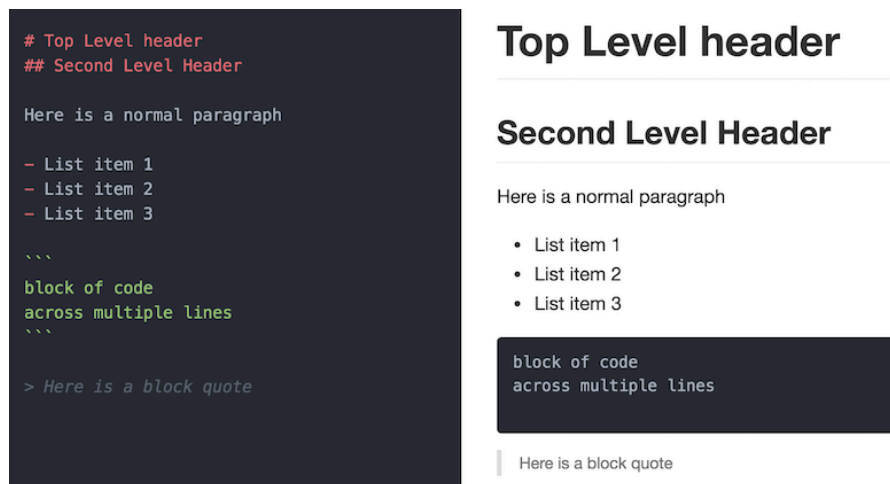 # Top Level header
## Second Level Header
Here is a normal paragraph
- List item 1
- List item 2
- List item 3
```
block of code
across multiple lines
```
> Here is a block quote
Top Level header
Second Level Header
Here is a normal paragraph
• List item 1
• List item 2
• List item 3
block of code
across multiple lines
Here is a block quote